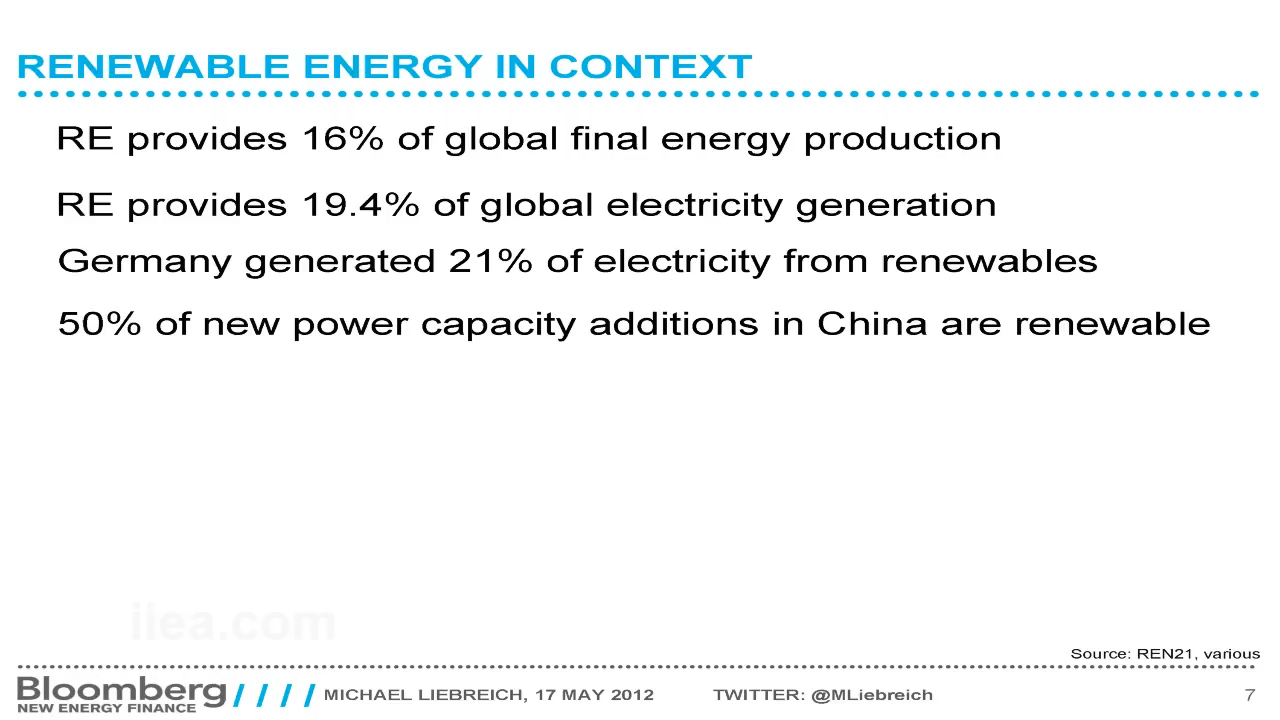 RENEWABLE ENERGY IN CONTEXT
RE provides 16% of global final energy production
RE provides 19.4% of global electricity generation
Germany generated 21% of electricity from renewables
50% of new power capacity additions in China are renewable
ilea.com
Source: REN21, various
Bloomberg
NEW ENERGY FINANCE
MICHAEL LIEBREICH, 17 MAY 2012 TWITTER: @MLiebreich 7